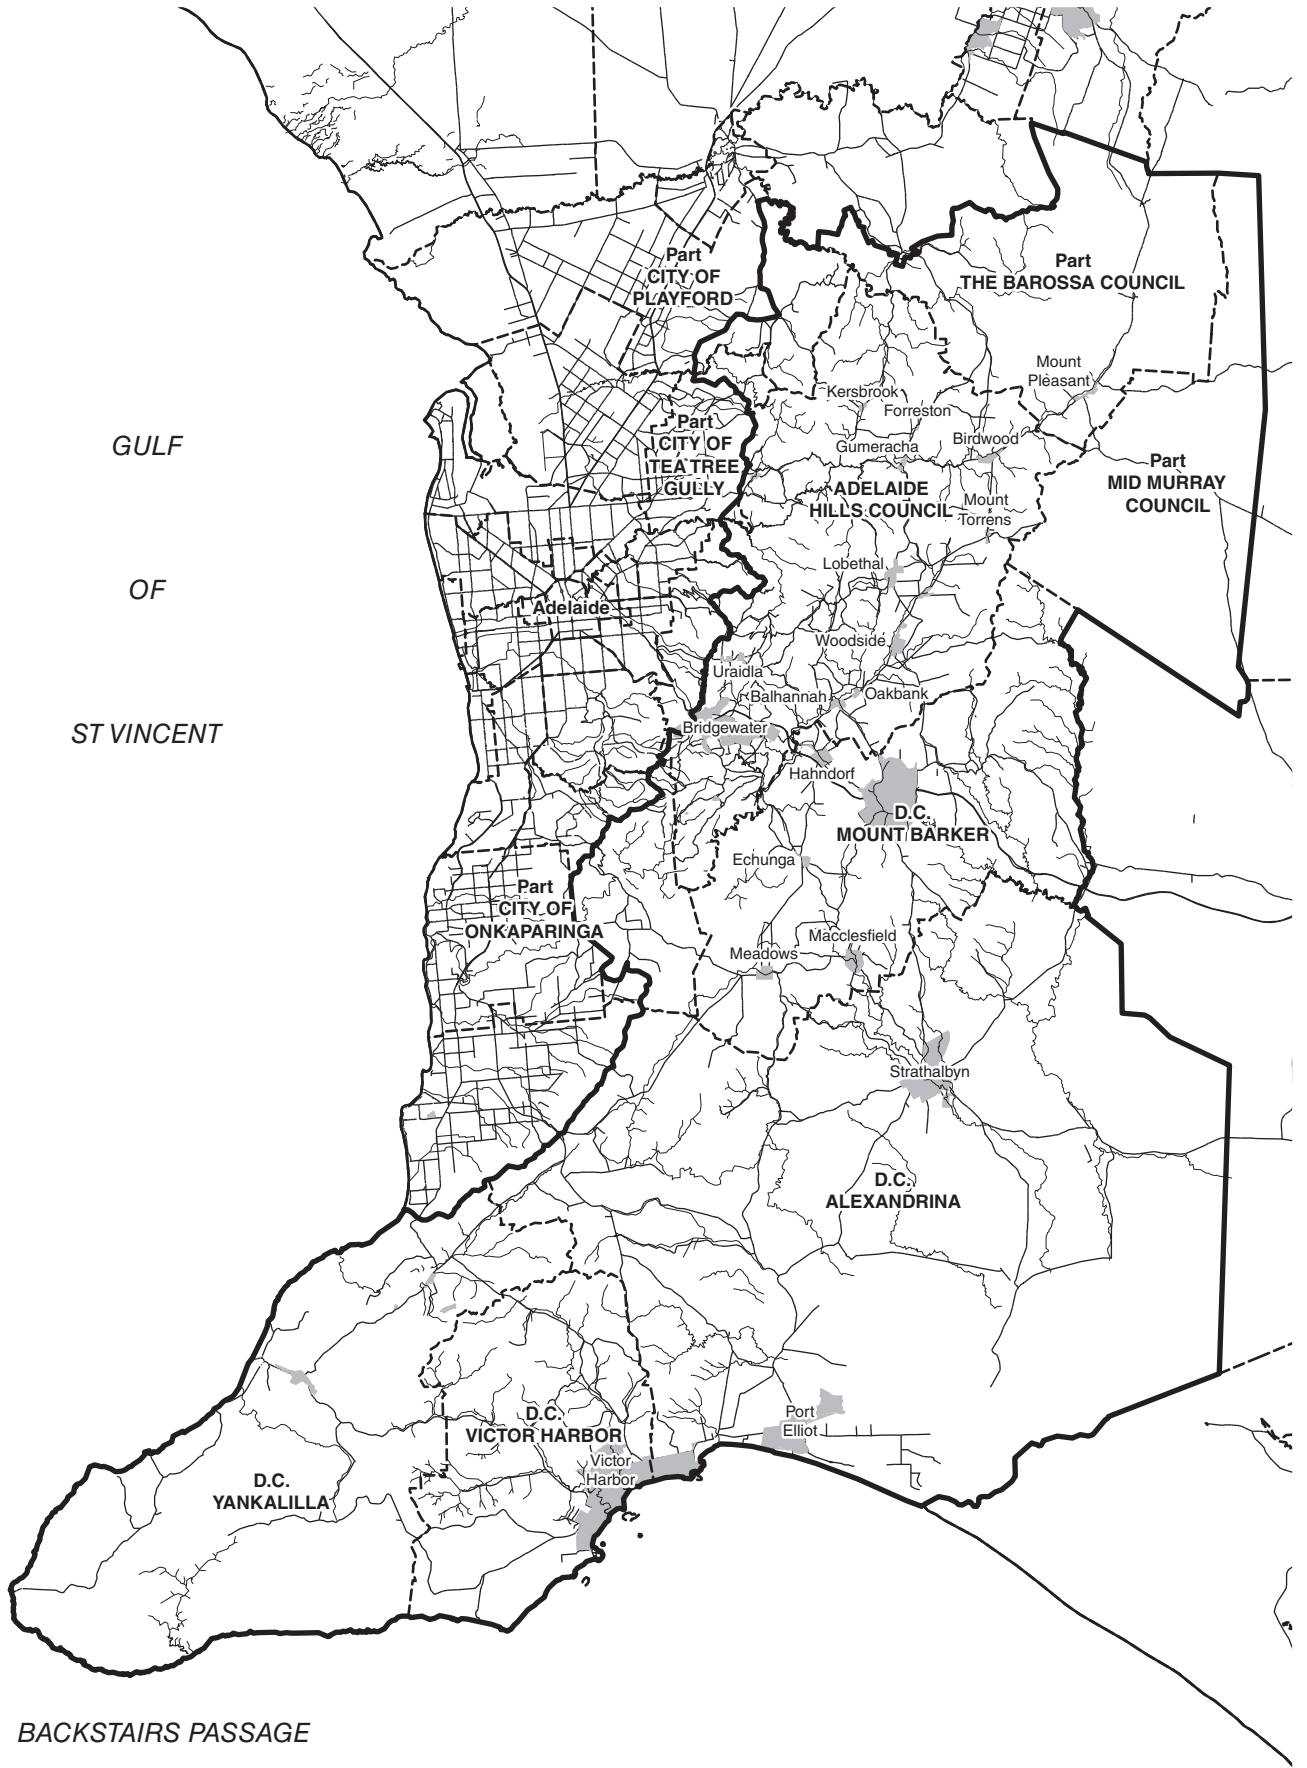 Part
CITY OF
PLAYFORD
Part
THE BAROSSA COUNCIL
Mount
Pleasant
Kersbrook
Forreston
Part
CITY OF
TEA TREE
GULLY
GULF
Gumeracha
Birdwood
Part
MID MURRAY
COUNCIL
ADELAIDE
HILLS COUNCIL
Mount
Torrens
Lobethal
OF
Adelaide
Woodside
Uraidla
Balhannah
Oakbank
ST VINCENT
Bridgewater
Hahndorf
D.C.
MOUNT BARKER
Echunga
Part
CITY OF
ONKAPARINGA
Macclesfield
Meadows
Strathalbyn
D.C.
ALEXANDRINA
D.C.
VICTOR HARBOR
Port
Elliot
Victor
Harbor
D.C.
YANKALILLA
BACKSTAIRS PASSAGE